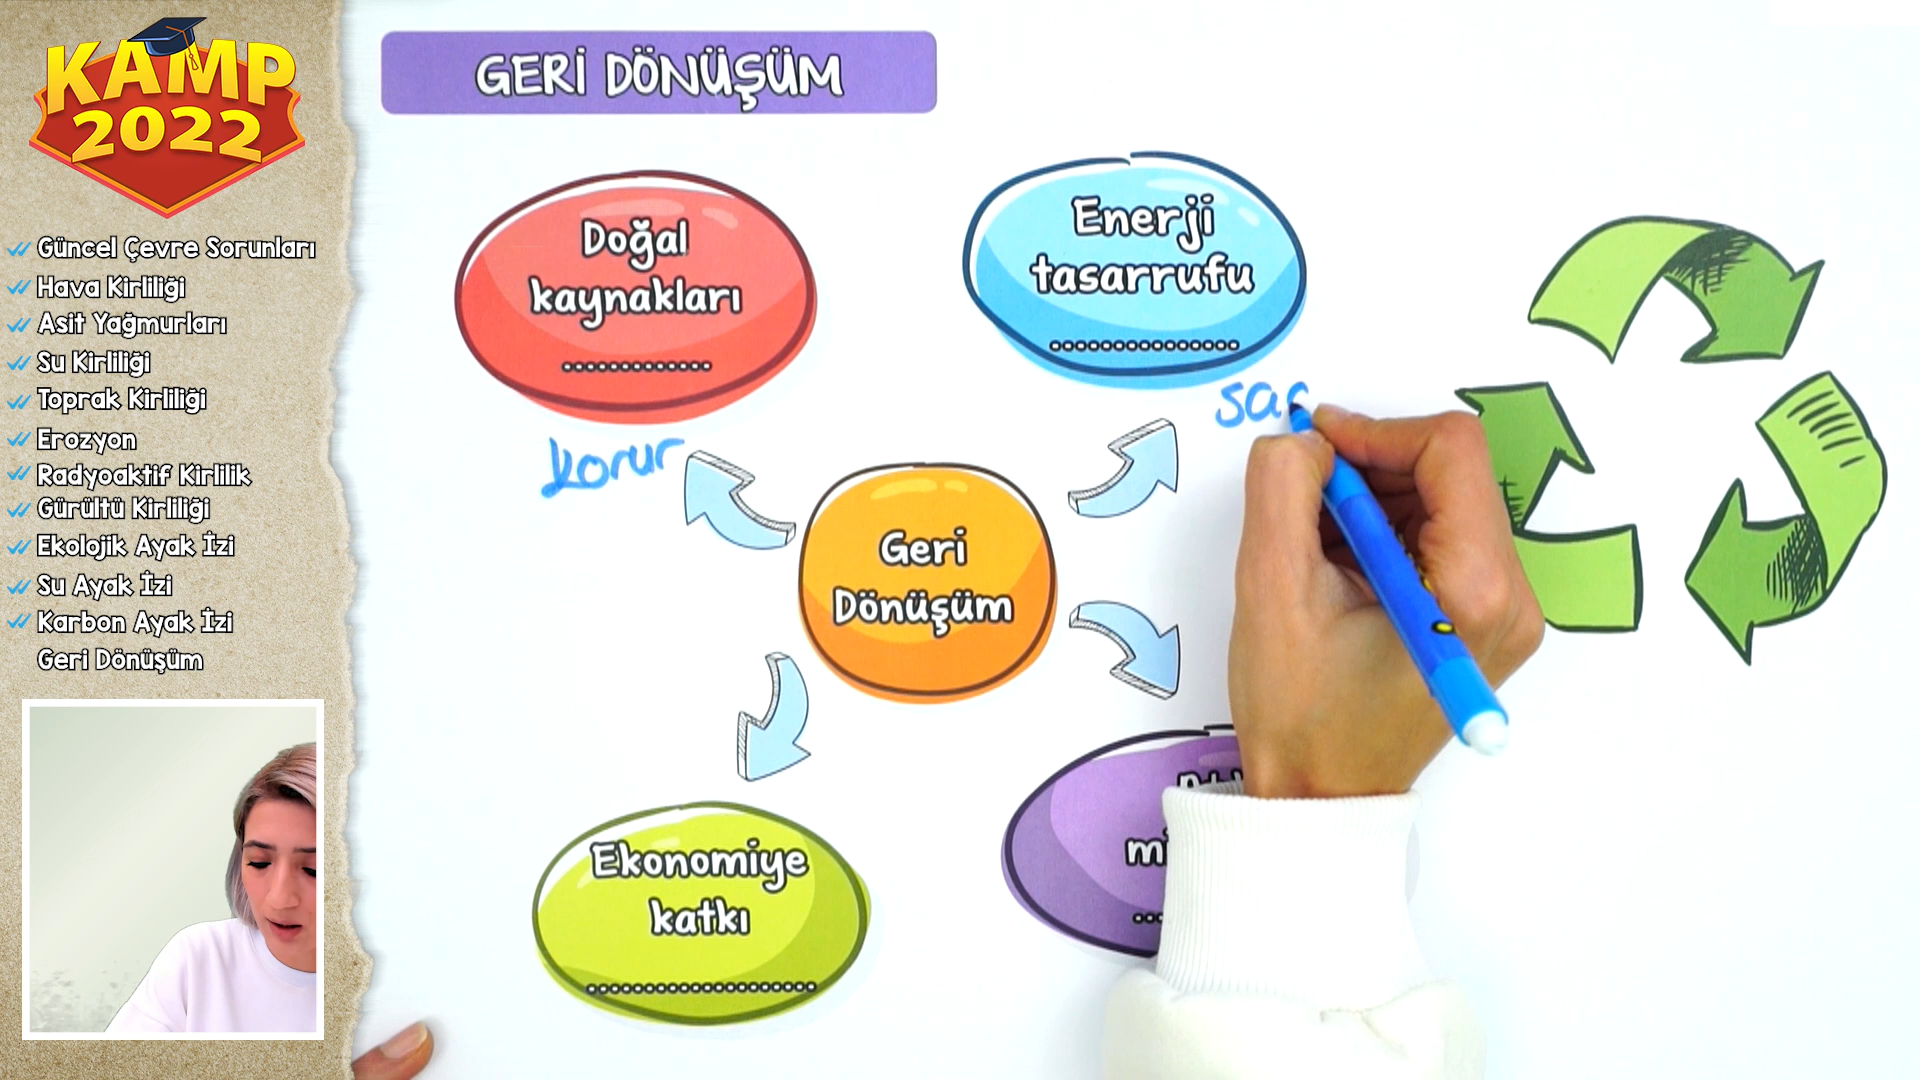 KAMP
2022
Güncel Çevre Sorunları
Hava Kirliliği
Asit Yağmurları
Su Kirliliği
Toprak Kirliliği
Erozyon
Radyoaktif Kirlilik
Gürültü Kirliliği
Ekolojik Ayak İzi
Su Ayak İzi
Karbon Ayak İzi
Geri Dönüşüm
GERİ DÖNÜŞÜM
Doğal
kaynakları
.............
korur
Enerji
tasarrufu
...............
Geri
Dönüşüm
Ekonomiye
katkı
...................